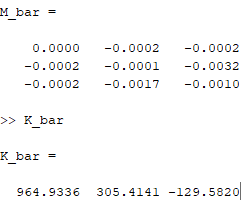 M_bar =
0.0000 -0.0002 -0.0002
-0.0002 -0.0001 -0.0032
-0.0002 -0.0017 -0.0010
>> K_bar
K_bar =
964.9336 305.4141 -129.5820